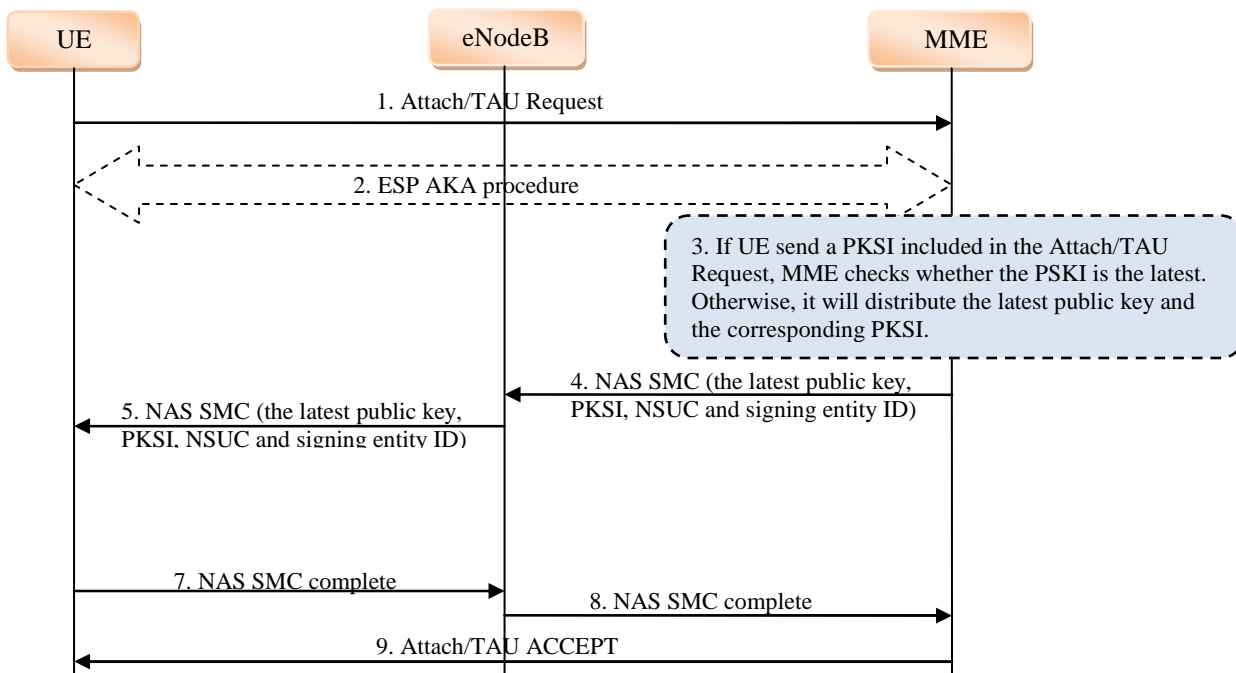 UE
eNodeB
MME
1. Attach/TAU Request
2. ESP AKA procedure
3. If UE send a PKSI included in the Attach/TAU
Request, MME checks whether the PSKI is the latest.
Otherwise, it will distribute the latest public key and
the corresponding PKSI.
4. NAS SMC (the latest public key,
PKSI, NSUC and signing entity ID)
5. NAS SMC (the latest public key,
PKSI, NSUC and signing entity ID)
7. NAS SMC complete
8. NAS SMC complete
9. Attach/TAU ACCEPT